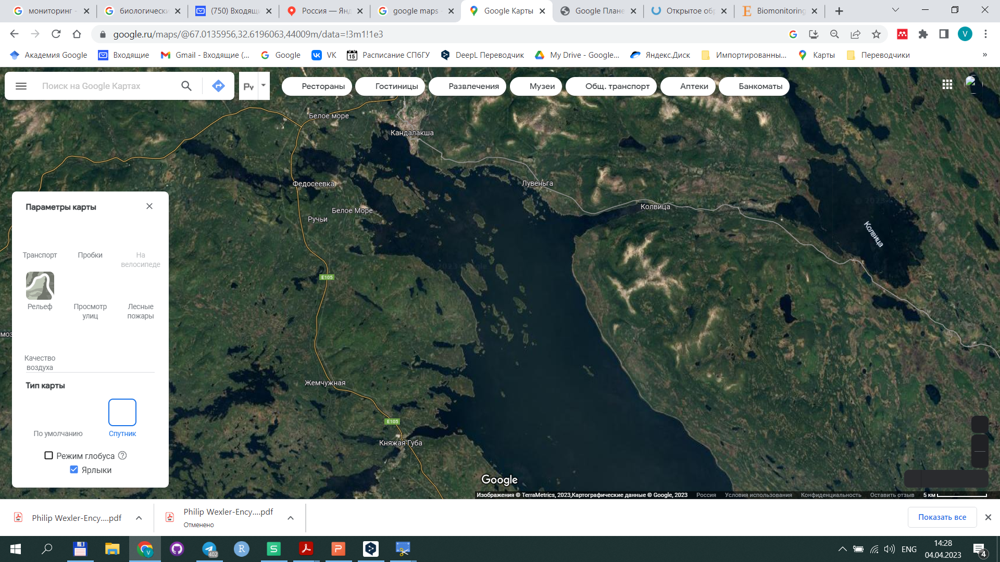 мониторинг -
биологически
(750) Входящи
Россия — Янд
google maps -
Google Карты
Google Плане
Открытое обр
Biomonitoring
google.ru/maps/@67.0135956,32.6196063,44009m/data=!3m1!1e3
V
Академия Google
Входящие
Gmail - Входящие (...
Google
VK
15
Расписание СПбГУ
DeepL Переводчик
My Drive - Google...
Яндекс.Диск
Импортированны...
Карты
Переводчики
»
Поиск на Google Картах
Ру
Рестораны
Гостиницы
Развлечения
Музеи
Общ. транспорт
Аптеки
Банкоматы
Белое море
Кандалакша
Федосеевка
Лувеньга
Белое Море
Ручьи
Колвица
Колвица
E105
Жемчужная
E105
Княжая Губа
моз
Параметры карты
Транспорт
Пробки
На велосипеде
Рельеф
Просмотр улиц
Лесные пожары
Качество воздуха
Тип карты
По умолчанию
Спутник
Режим глобуса
Ярлыки
Google
Изображения © TerraMetrics, 2023,Картографические данные © Google, 2023
Россия
Условия использования
Конфиденциальность
Оставить отзыв
5 км
Philip Wexler-Ency....pdf
Philip Wexler-Ency....pdf
Отменено
Показать все
V
402
R
S
P
ENG
14:28
04.04.2023
4